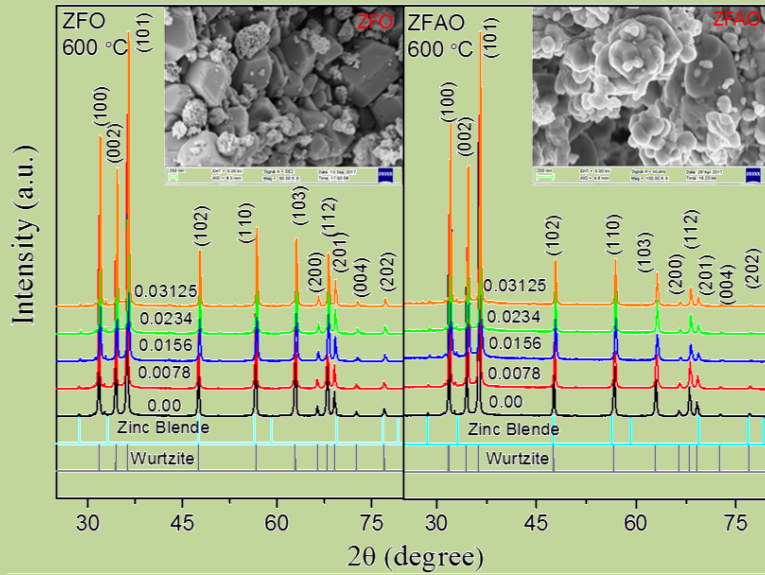 ZFO
600 °C
(100)
(002)
(101)
ZFO
(102)
(110)
(103)
(200)
(112)
(201)
(004)
(202)
0.03125
0.0234
0.0156
0.0078
0.00
Zinc Blende
Wurtzite
ZFAO
600 °C
(100)
(002)
(101)
ZFAO
(102)
(110)
(103)
(200)
(112)
(201)
(004)
(202)
0.03125
0.0234
0.0156
0.0078
0.00
Zinc Blende
Wurtzite
Intensity (a.u.)
30 45 60 75 30 45 60 75
2θ (degree)